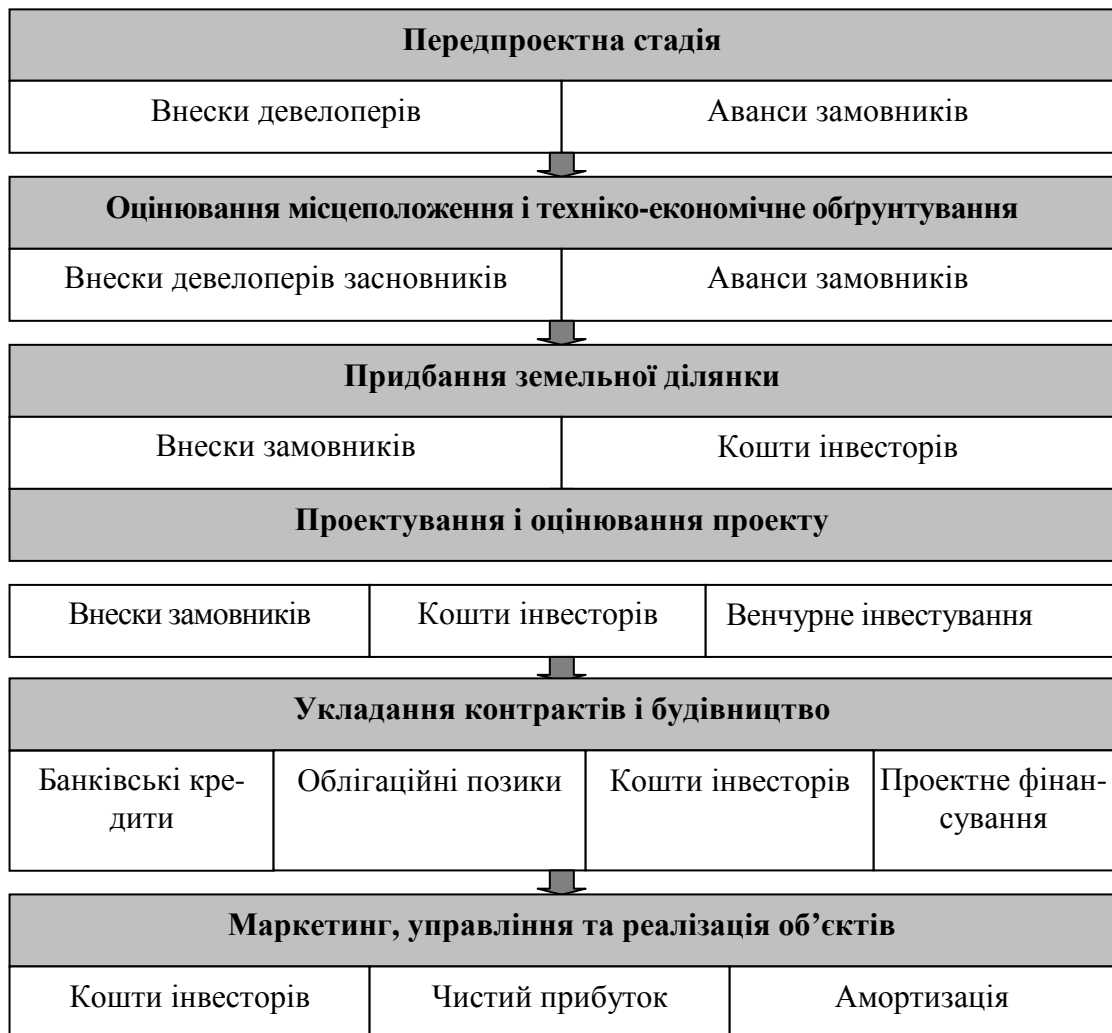 Передпроектна стадія
Внески девелоперів
Аванси замовників
Оцінювання місцеположення і техніко-економічне обґрунтування
Внески девелоперів засновників
Аванси замовників
Придбання земельної ділянки
Внески замовників
Кошти інвесторів
Проектування і оцінювання проекту
Внески замовників
Кошти інвесторів
Венчурне інвестування
Укладання контрактів і будівництво
Банківські кре-
дити
Облігаційні позики
Кошти інвесторів
Проектне фінан-
сування
Маркетинг, управління та реалізація об’єктів
Кошти інвесторів
Чистий прибуток
Амортизація